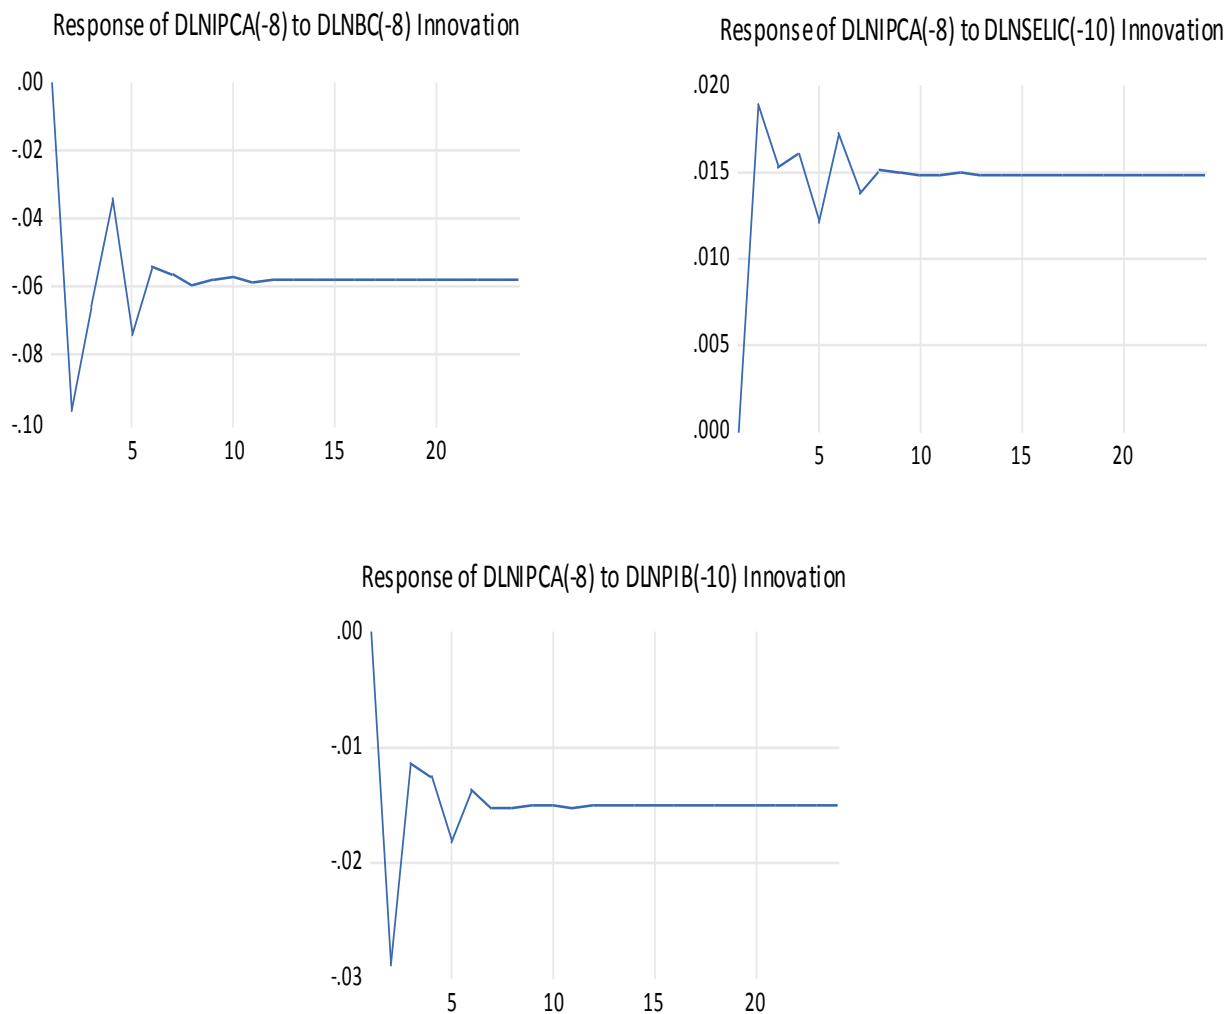 Response of DLNIPCA(-8) to DLNBC(-8) Innovation
.00
-.02
-.04
-.06
-.08
-.10
5 10 15 20
Response of DLNIPCA(-8) to DLNSELIC(-10) Innovation
.020
.015
.010
.005
.000
5 10 15 20
Response of DLNIPCA(-8) to DLNPIB(-10) Innovation
.00
-.01
-.02
-.03
5 10 15 20